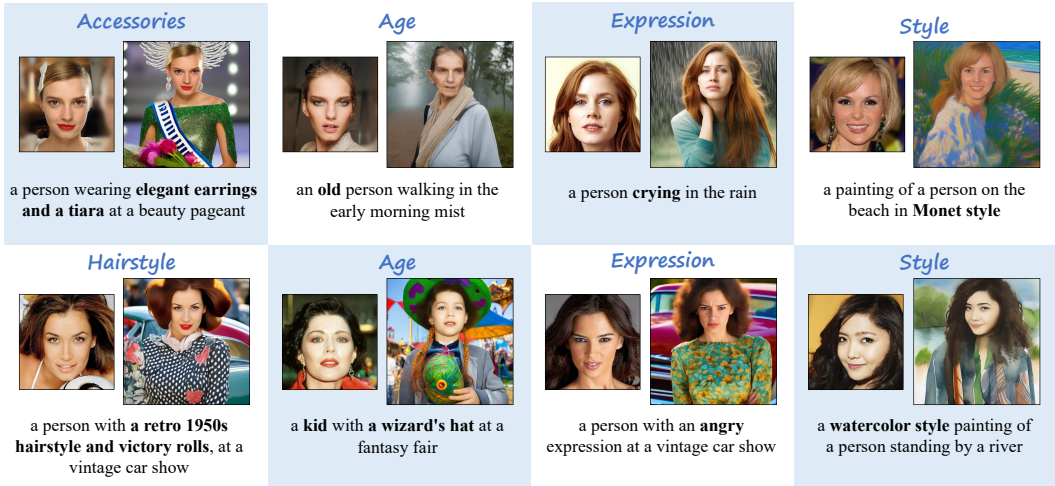 Accessories
a person wearing elegant earrings
and a tiara at a beauty pageant
Age
an old person walking in the
early morning mist
Expression
a person crying in the rain
Style
a painting of a person on the
beach in Monet style
Hairstyle
a person with a retro 1950s
hairstyle and victory rolls, at a
vintage car show
Age
a kid with a wizard's hat at a
fantasy fair
Expression
a person with an angry
expression at a vintage car show
Style
a watercolor style painting of
a person standing by a river